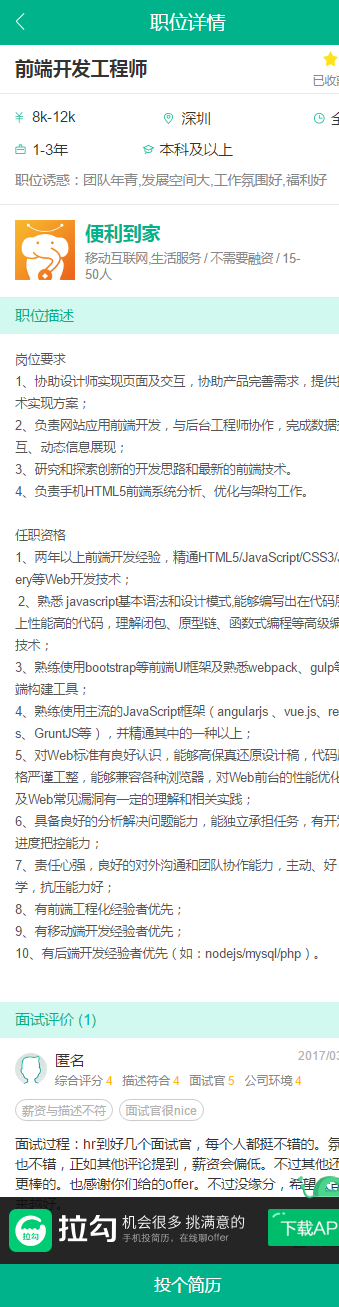 职位详情
前端开发工程师
已收
8k-12k
深圳
1-3年
本科及以上
职位诱惑：团队年青,发展空间大,工作氛围好,福利好
便利到家
移动互联网,生活服务 / 不需要融资 / 15-
50人
职位描述
岗位要求
1、协助设计师实现页面及交互，协助产品完善需求，提供
术实现方案；
2、负责网站应用前端开发，与后台工程师协作，完成数据
互、动态信息展现；
3、研究和探索创新的开发思路和最新的前端技术。
4、负责手机HTML5前端系统分析、优化与架构工作。
任职资格
1、两年以上前端开发经验，精通HTML5/JavaScript/CSS3/
ery等Web开发技术；
2、熟悉 javascript基本语法和设计模式,能够编写出在代码
上性能高的代码，理解闭包、原型链、函数式编程等高级编
技术；
3、熟练使用bootstrap等前端UI框架及熟悉webpack、gulp
端构建工具；
4、熟练使用主流的JavaScript框架（angularjs 、vue.js、re
s、GruntJS等），并精通其中的一种以上；
5、对Web标准有良好认识，能够高保真还原设计稿，代码
格严谨工整，能够兼容各种浏览器，对Web前台的性能优化
及Web常见漏洞有一定的理解和相关实践；
6、具备良好的分析解决问题能力，能独立承担任务，有开
进度把控能力；
7、责任心强，良好的对外沟通和团队协作能力，主动、好
学，抗压能力好；
8、有前端工程化经验者优先；
9、有移动端开发经验者优先；
10、有后端开发经验者优先（如：nodejs/mysql/php）。
面试评价 (1)
匿名
2017/03
综合评分 4 描述符合 4 面试官 5 公司环境 4
薪资与描述不符 面试官很nice
面试过程：hr到好几个面试官，每个人都挺不错的。氛
也不错，正如其他评论提到，薪资会偏低。不过其他还
更棒的。也感谢你们给的offer。不过没缘分，希望
拉勾
拉勾
机会很多 挑满意的
手机投简历，在线聊offer
下载AP
投个简历